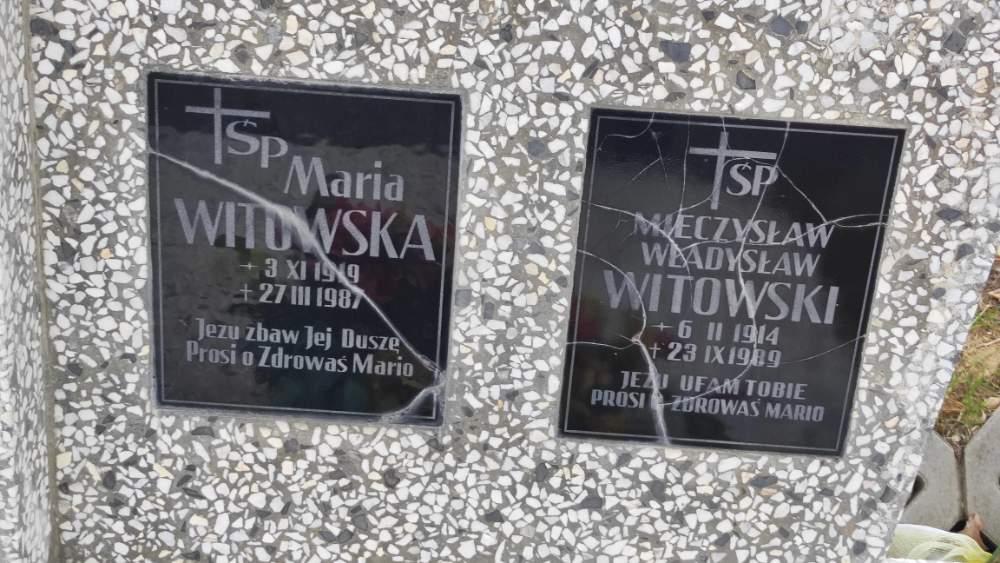 ŚP
Maria
WITOWSKA
+ 3 XI 1919
+ 27 III 1987
Jezu zbaw Jej Duszę
Prosi o Zdrowaś Mario
ŚP
MIECZYSŁAW
WŁADYSŁAW
WITOWSKI
+ 6 II 1914
+ 23 IX 1989
JEZU UFAM TOBIE
PROSI O ZDROWAŚ MARIO